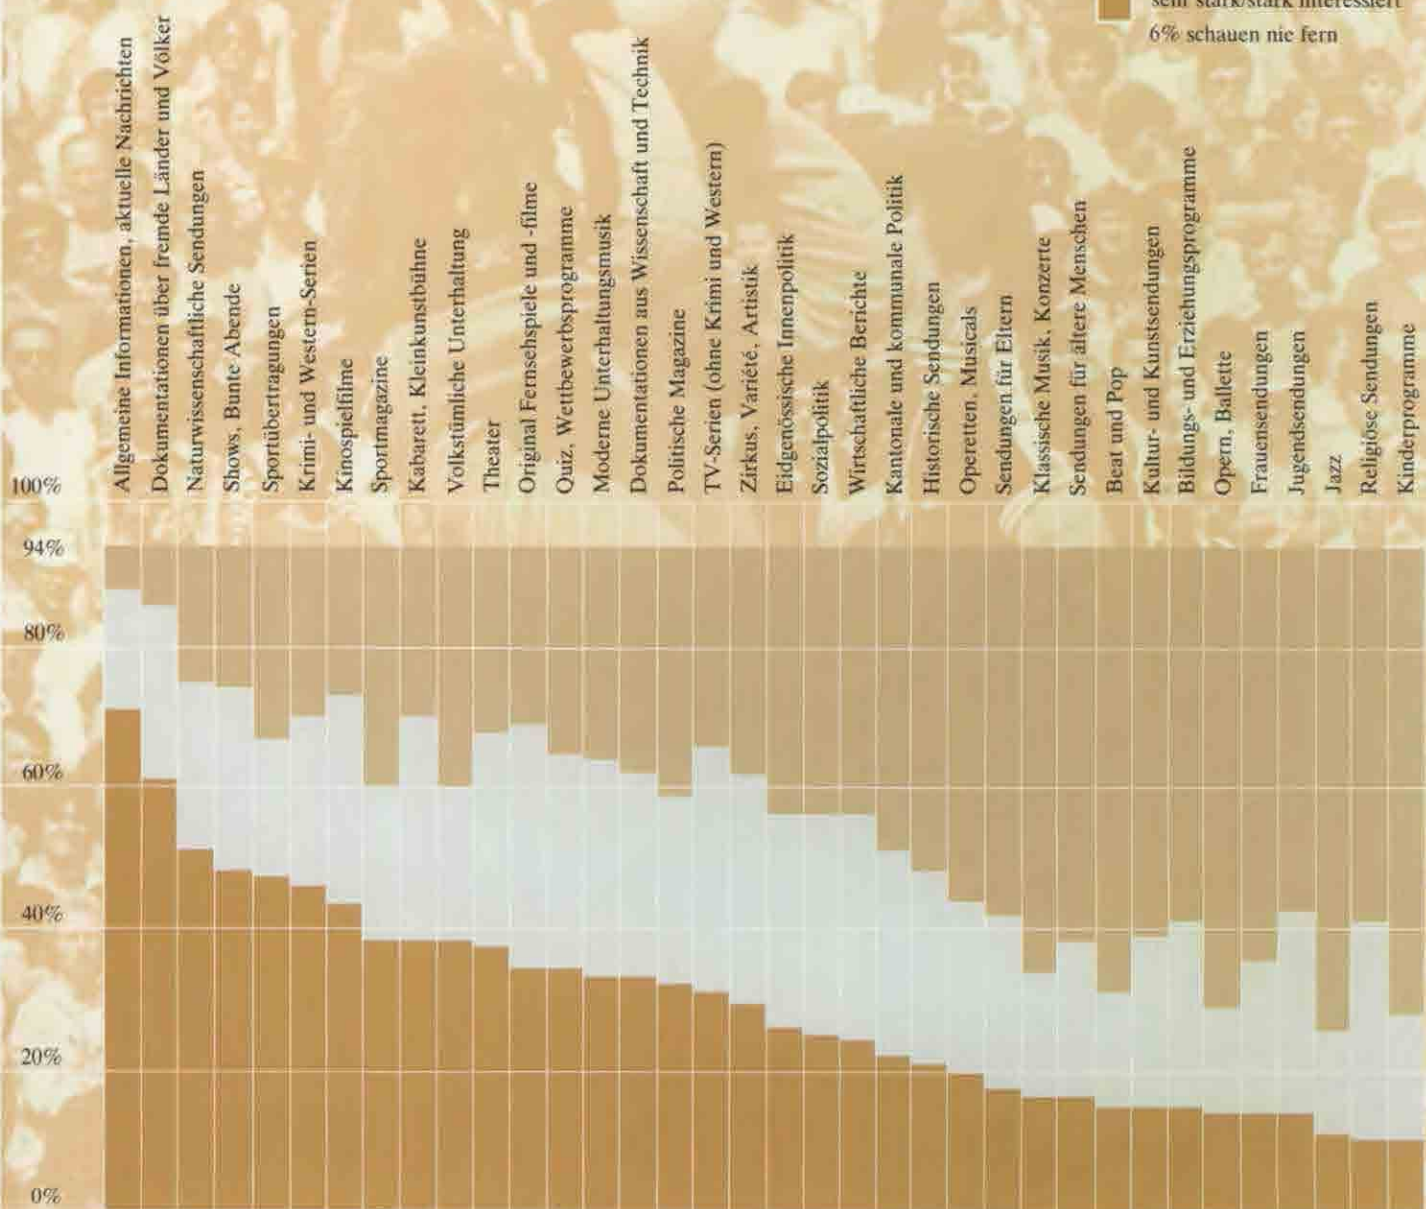 sehr stark/stark interessiert
6% schauen nie fern
Allgemeine Informationen, aktuelle Nachrichten
Dokumentationen über fremde Länder und Völker
Naturwissenschaftliche Sendungen
Shows, Bunte Abende
Sportübertragungen
Krimi- und Western-Serien
Kinospielfilme
Sportmagazine
Kabarett, Kleinkunstbühne
Volkstümliche Unterhaltung
Theater
Original Fernsehspiele und -filme
Quiz, Wettbewerbsprogramme
Moderne Unterhaltungsmusik
Dokumentationen aus Wissenschaft und Technik
Politische Magazine
TV-Serien (ohne Krimi und Western)
Zirkus, Variété, Artistik
Eidgenössische Innenpolitik
Sozialpolitik
Wirtschaftliche Berichte
Kantonale und kommunale Politik
Historische Sendungen
Operetten, Musicals
Sendungen für Eltern
Klassische Musik, Konzerte
Sendungen für ältere Menschen
Beat und Pop
Kultur- und Kunstsendungen
Bildungs- und Erziehungsprogramme
Opern, Ballette
Frauensendungen
Jugendsendungen
Jazz
Religiöse Sendungen
Kinderprogramme
100%
94%
80%
60%
40%
20%
0%